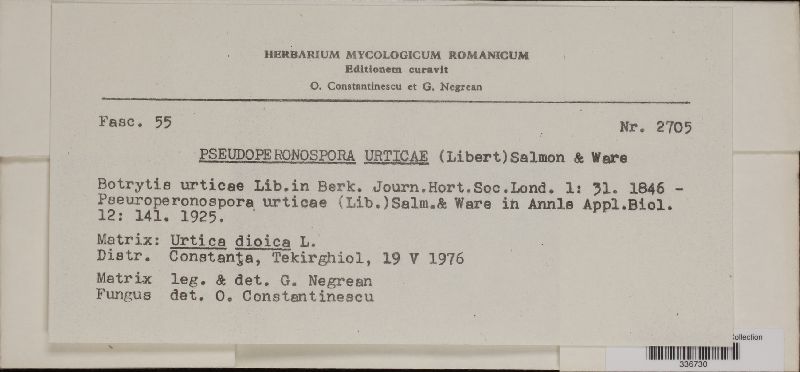 HERBARIUM MYCOLOGICUM ROMANICUM
Editionem curavit
O. Constantinescu et G. Negrean
Fasc. 55
Nr. 2705
PSEUDOPERONOSPORA URTICAE (Libert)Salmon & Ware
Botrytis urticae Lib.in Berk. Journ.Hort.Soc.Lond. 1: 31. 1846 -
Pseuroperonospora urticae (Lib.)Salm.& Ware in Annls Appl.Biol.
12: 141. 1925.
Matrix: Urtica dioica L.
Distr. Constanța, Tekirghiol, 19 V 1976
Matrix leg. & det. G. Negrean
Fungus det. O. Constantinescu
Collection
336730